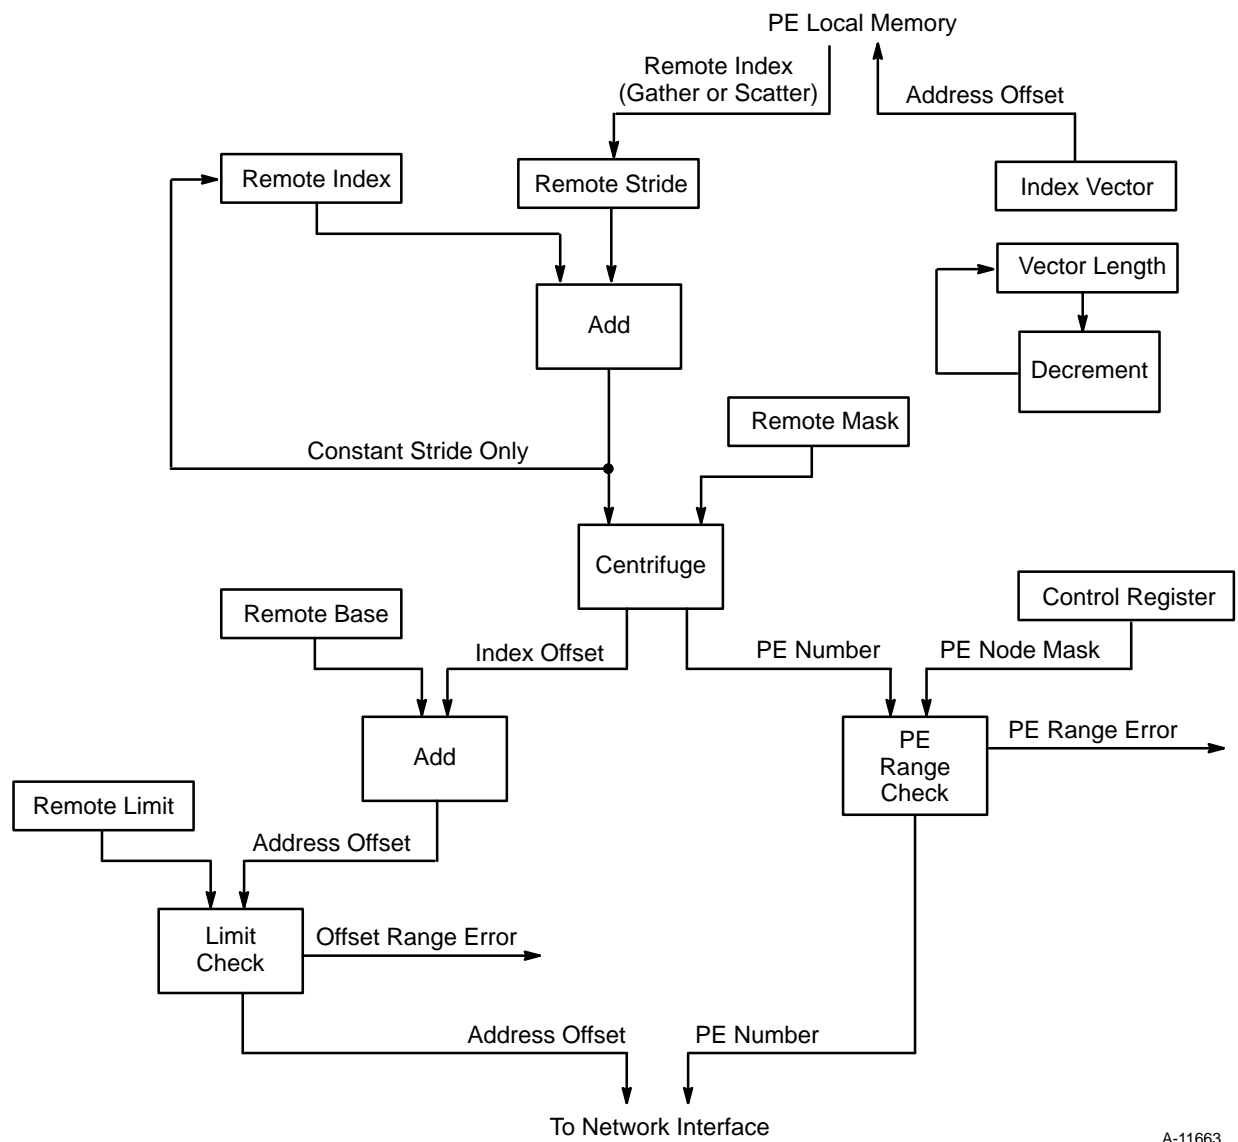 PE Local Memory
Remote Index
(Gather or Scatter)
Address Offset
Remote Index
Remote Stride
Index Vector
Vector Length
Add
Decrement
Remote Mask
Constant Stride Only
Centrifuge
Remote Base
Control Register
Index Offset
PE Number
PE Node Mask
Add
PE
Range
Check
PE Range Error
Remote Limit
Address Offset
Limit
Check
Offset Range Error
Address Offset
PE Number
To Network Interface
A-11663